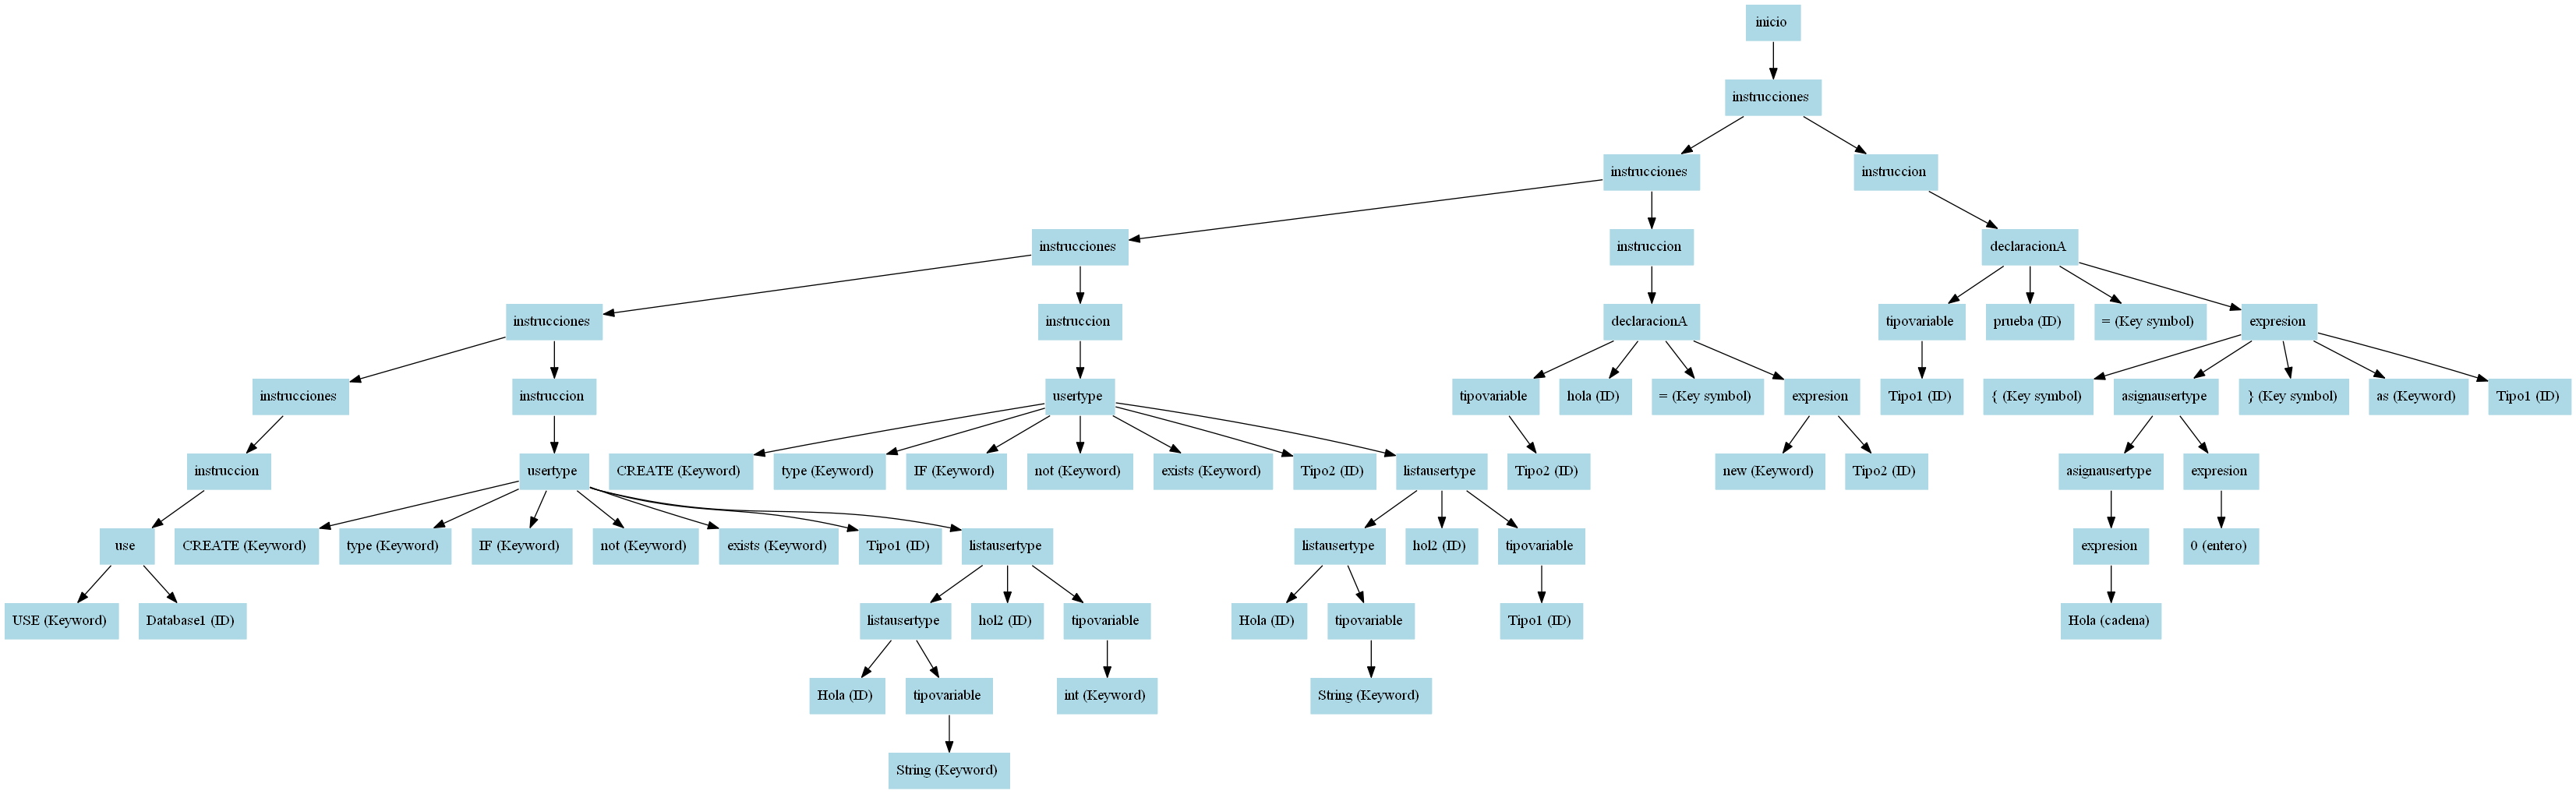 inicio
instrucciones
instrucciones
instruccion
instrucciones
instruccion
declaracionA
instrucciones
instruccion
declaracionA
tipovariable
prueba (ID)
= (Key symbol)
expresion
instrucciones
instruccion
usertype
tipovariable
hola (ID)
= (Key symbol)
expresion
Tipo1 (ID)
{ (Key symbol)
asignausertype
} (Key symbol)
as (Keyword)
Tipo1 (ID)
instruccion
usertype
CREATE (Keyword)
type (Keyword)
IF (Keyword)
not (Keyword)
exists (Keyword)
Tipo2 (ID)
listausertype
Tipo2 (ID)
new (Keyword)
Tipo2 (ID)
asignausertype
expresion
use
CREATE (Keyword)
type (Keyword)
IF (Keyword)
not (Keyword)
exists (Keyword)
Tipo1 (ID)
listausertype
listausertype
hol2 (ID)
tipovariable
expresion
0 (entero)
USE (Keyword)
Database1 (ID)
listausertype
hol2 (ID)
tipovariable
Hola (ID)
tipovariable
Tipo1 (ID)
Hola (cadena)
Hola (ID)
tipovariable
int (Keyword)
String (Keyword)
String (Keyword)